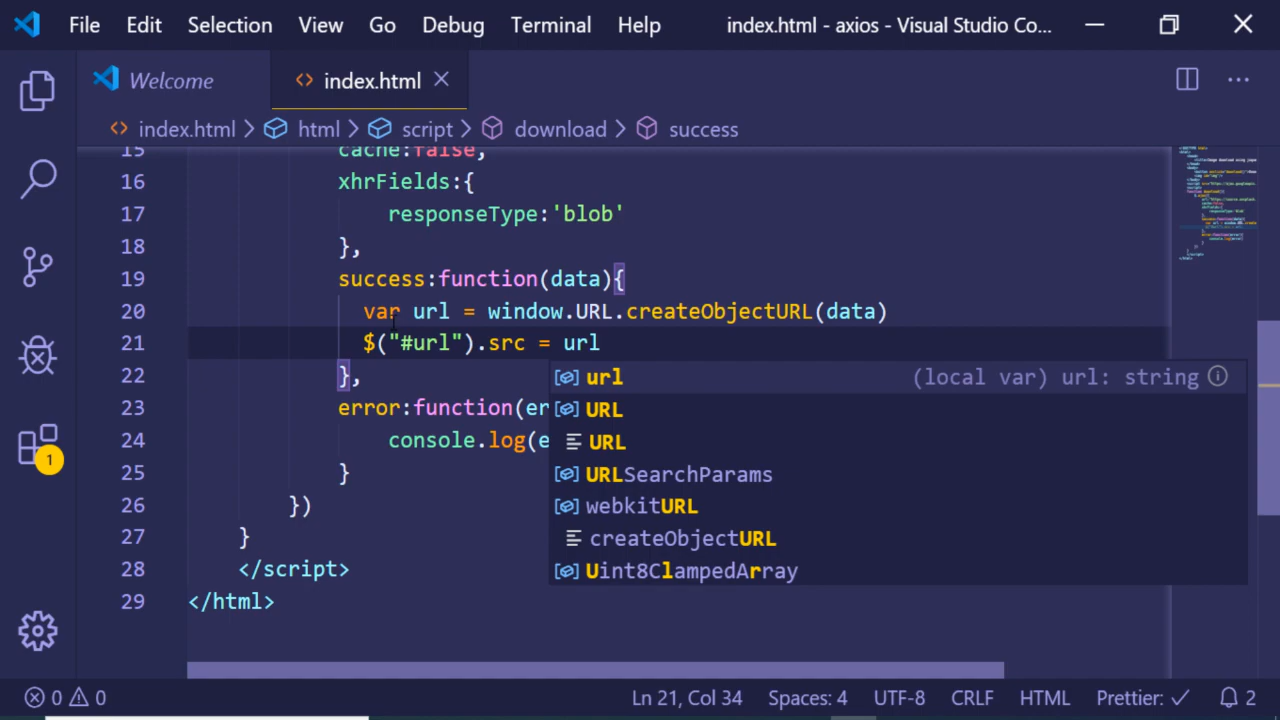 File Edit Selection View Go Debug Terminal Help index.html - axios - Visual Studio Co...
Welcome index.html
index.html > html > script > download > success
15 cache:false,
16 xhrFields:{
17 responseType:'blob'
18 },
19 success:function(data){
20 var url = window.URL.createObjectURL(data)
21 $("#url").src = url
22 },
url (local var) url: string
23 error:function(er
URL
24 console.log(e
URL
25 }
URLSearchParams
26 })
webkitURL
27 }
createObjectURL
28 </script>
Uint8ClampedArray
29 </html>
1
0 0 Ln 21, Col 34 Spaces: 4 UTF-8 CRLF HTML Prettier: ✓ 2